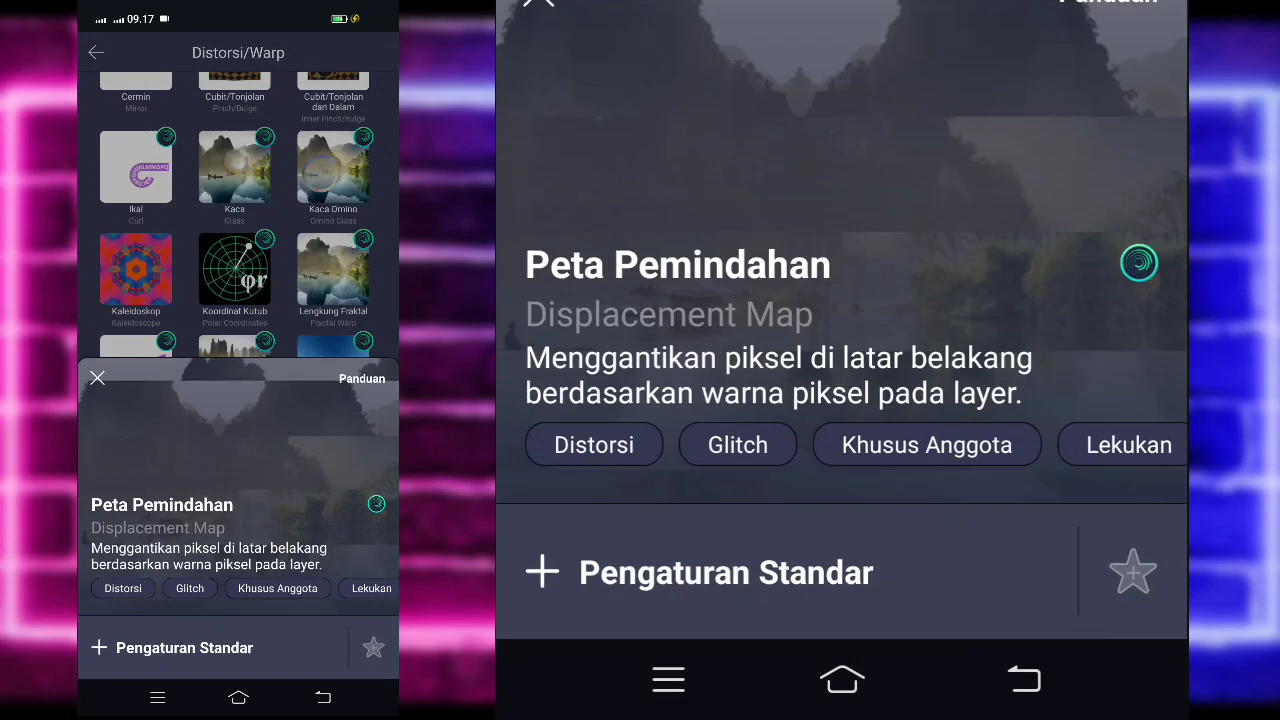 09.17
Distorsi/Warp
Cermin
Mirror
Cubit/Tonjolan
Pinch/Bulge
Cubit/Tonjolan
dari Dalam
Inner Pinch/Bulge
Ikal
Curl
Kaca
Glass
Kaca Omino
Omino Glass
φr
Kaleidoskop
Kaleidoscope
Koordinat Kutub
Polar Coordinates
Lengkung Fraktal
Fractal Warp
Panduan
Peta Pemindahan
Displacement Map
Menggantikan piksel di latar belakang
berdasarkan warna piksel pada layer.
Distorsi
Glitch
Khusus Anggota
Lekukan
Pengaturan Standar
Panduan
Peta Pemindahan
Displacement Map
Menggantikan piksel di latar belakang
berdasarkan warna piksel pada layer.
Distorsi
Glitch
Khusus Anggota
Lekukan
Pengaturan Standar